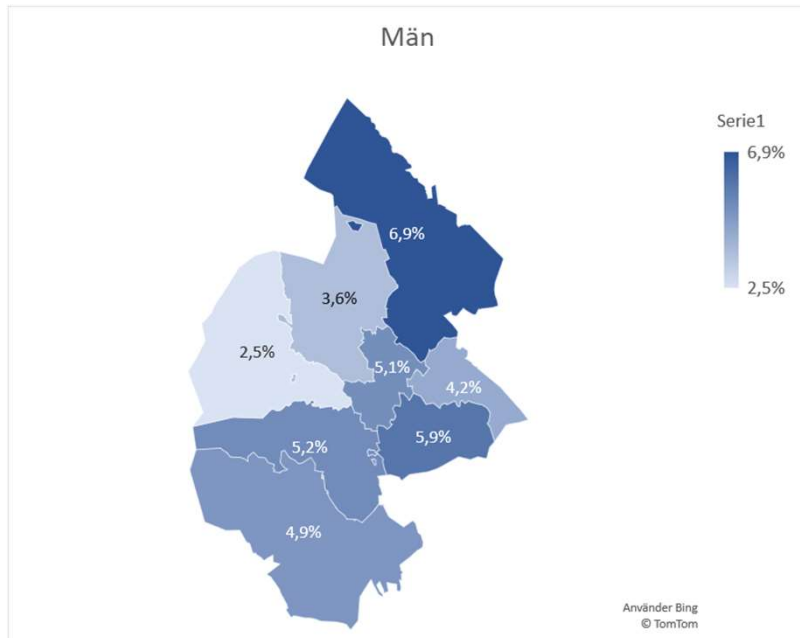 Män
Serie1
6,9%
2,5%
6,9%
3,6%
2,5%
5,1%
4,2%
5,9%
5,2%
4,9%
Använder Bing
© TomTom